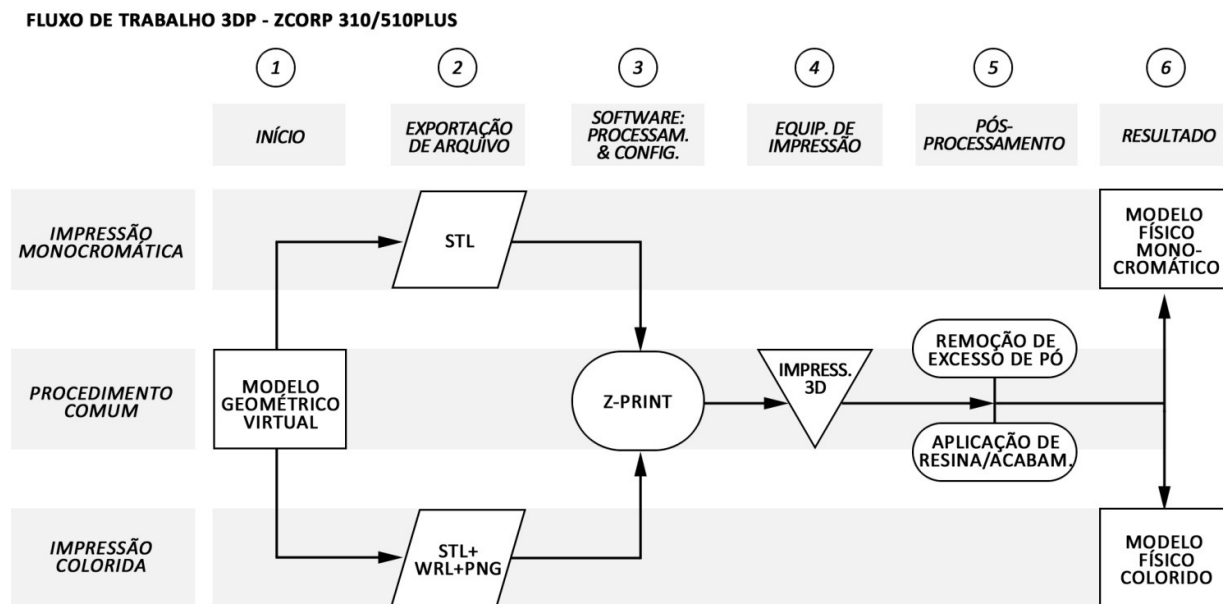 FLUXO DE TRABALHO 3DP - ZCORP 310/510PLUS
1
2
3
4
5
6
INÍCIO
EXPORTAÇÃO
DE ARQUIVO
SOFTWARE:
PROCESSAM.
& CONFIG.
EQUIP. DE
IMPRESSÃO
PÓS-
PROCESSAMENTO
RESULTADO
IMPRESSÃO
MONOCROMÁTICA
STL
MODELO
FÍSICO
MONO-
CROMÁTICO
PROCEDIMENTO
COMUM
MODELO
GEOMÉTRICO
VIRTUAL
Z-PRINT
IMPRESS.
3D
REMOÇÃO DE
EXCESSO DE PÓ
APLICAÇÃO DE
RESINA/ACABAM.
IMPRESSÃO
COLORIDA
STL+
WRL+PNG
MODELO
FÍSICO
COLORIDO